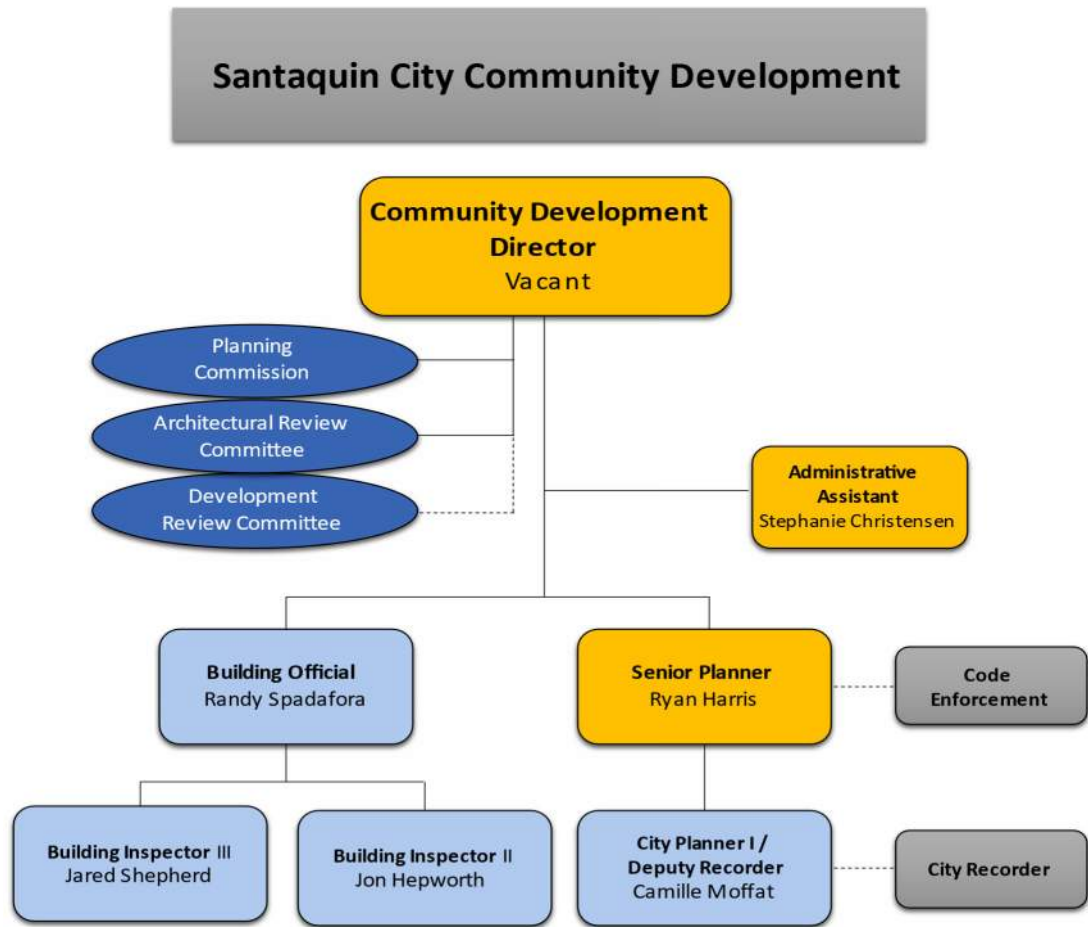 Santaquin City Community Development
Community Development
Director
Vacant
Planning
Commission
Architectural Review
Committee
Development
Review Committee
Administrative
Assistant
Stephanie Christensen
Building Official
Randy Spadafora
Senior Planner
Ryan Harris
Code
Enforcement
Building Inspector III
Jared Shepherd
Building Inspector II
Jon Hepworth
City Planner I /
Deputy Recorder
Camille Moffat
City Recorder